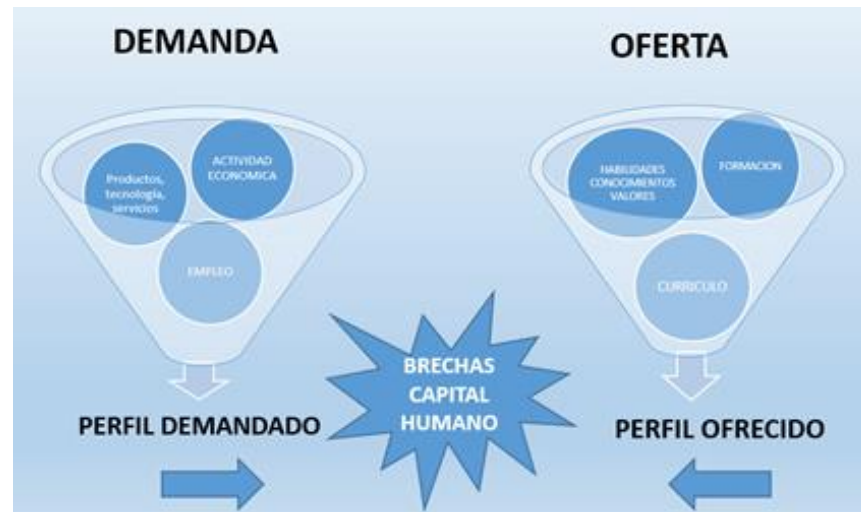 DEMANDA
Productos,
tecnología,
servicios
ACTIVIDAD
ECONOMICA
EMPLEO
PERFIL DEMANDADO
BRECHAS
CAPITAL
HUMANO
OFERTA
HABILIDADES
CONOCIMIENTOS
VALORES
FORMACION
CURRICULO
PERFIL OFRECIDO